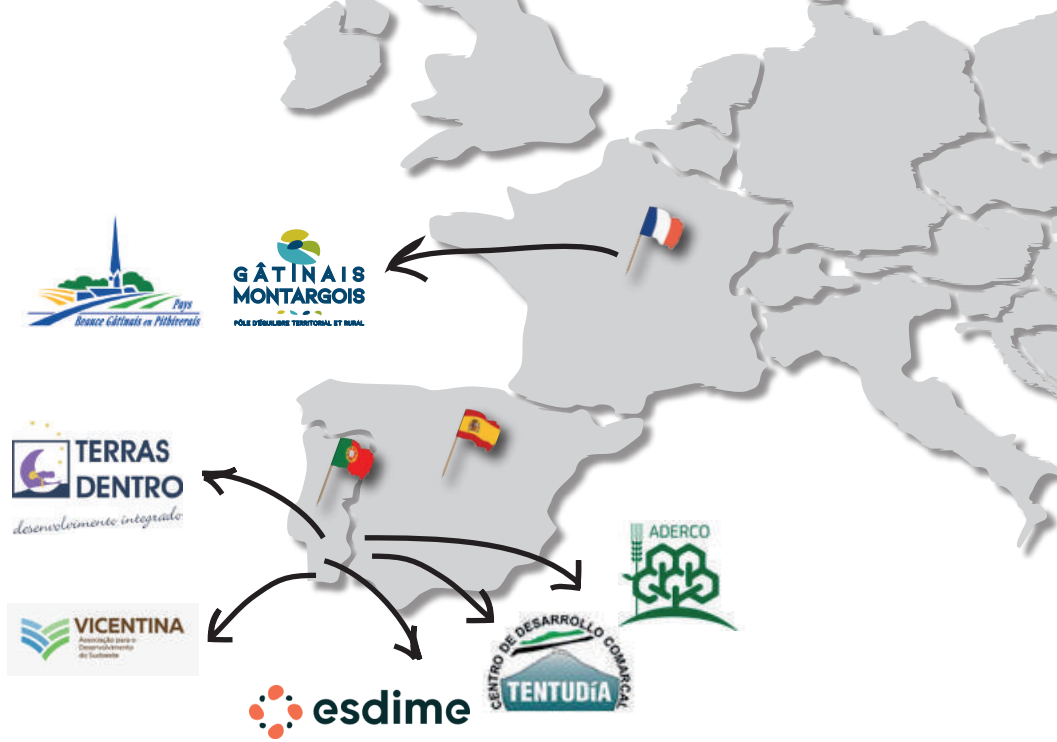 Pays
Beauce Gâtinais en Pithiverais
GÂTINAIS
MONTARGOIS
PÔLE D'ÉQUILIBRE TERRITORIAL ET RURAL
TERRAS
DENTRO
desenvolvimento integrado
ADERCO
VICENTINA
Associação para o
Desenvolvimento
do Sudoeste
CENTRO DE DESARROLLO COMARCAL
TENTUDÍA
esdime